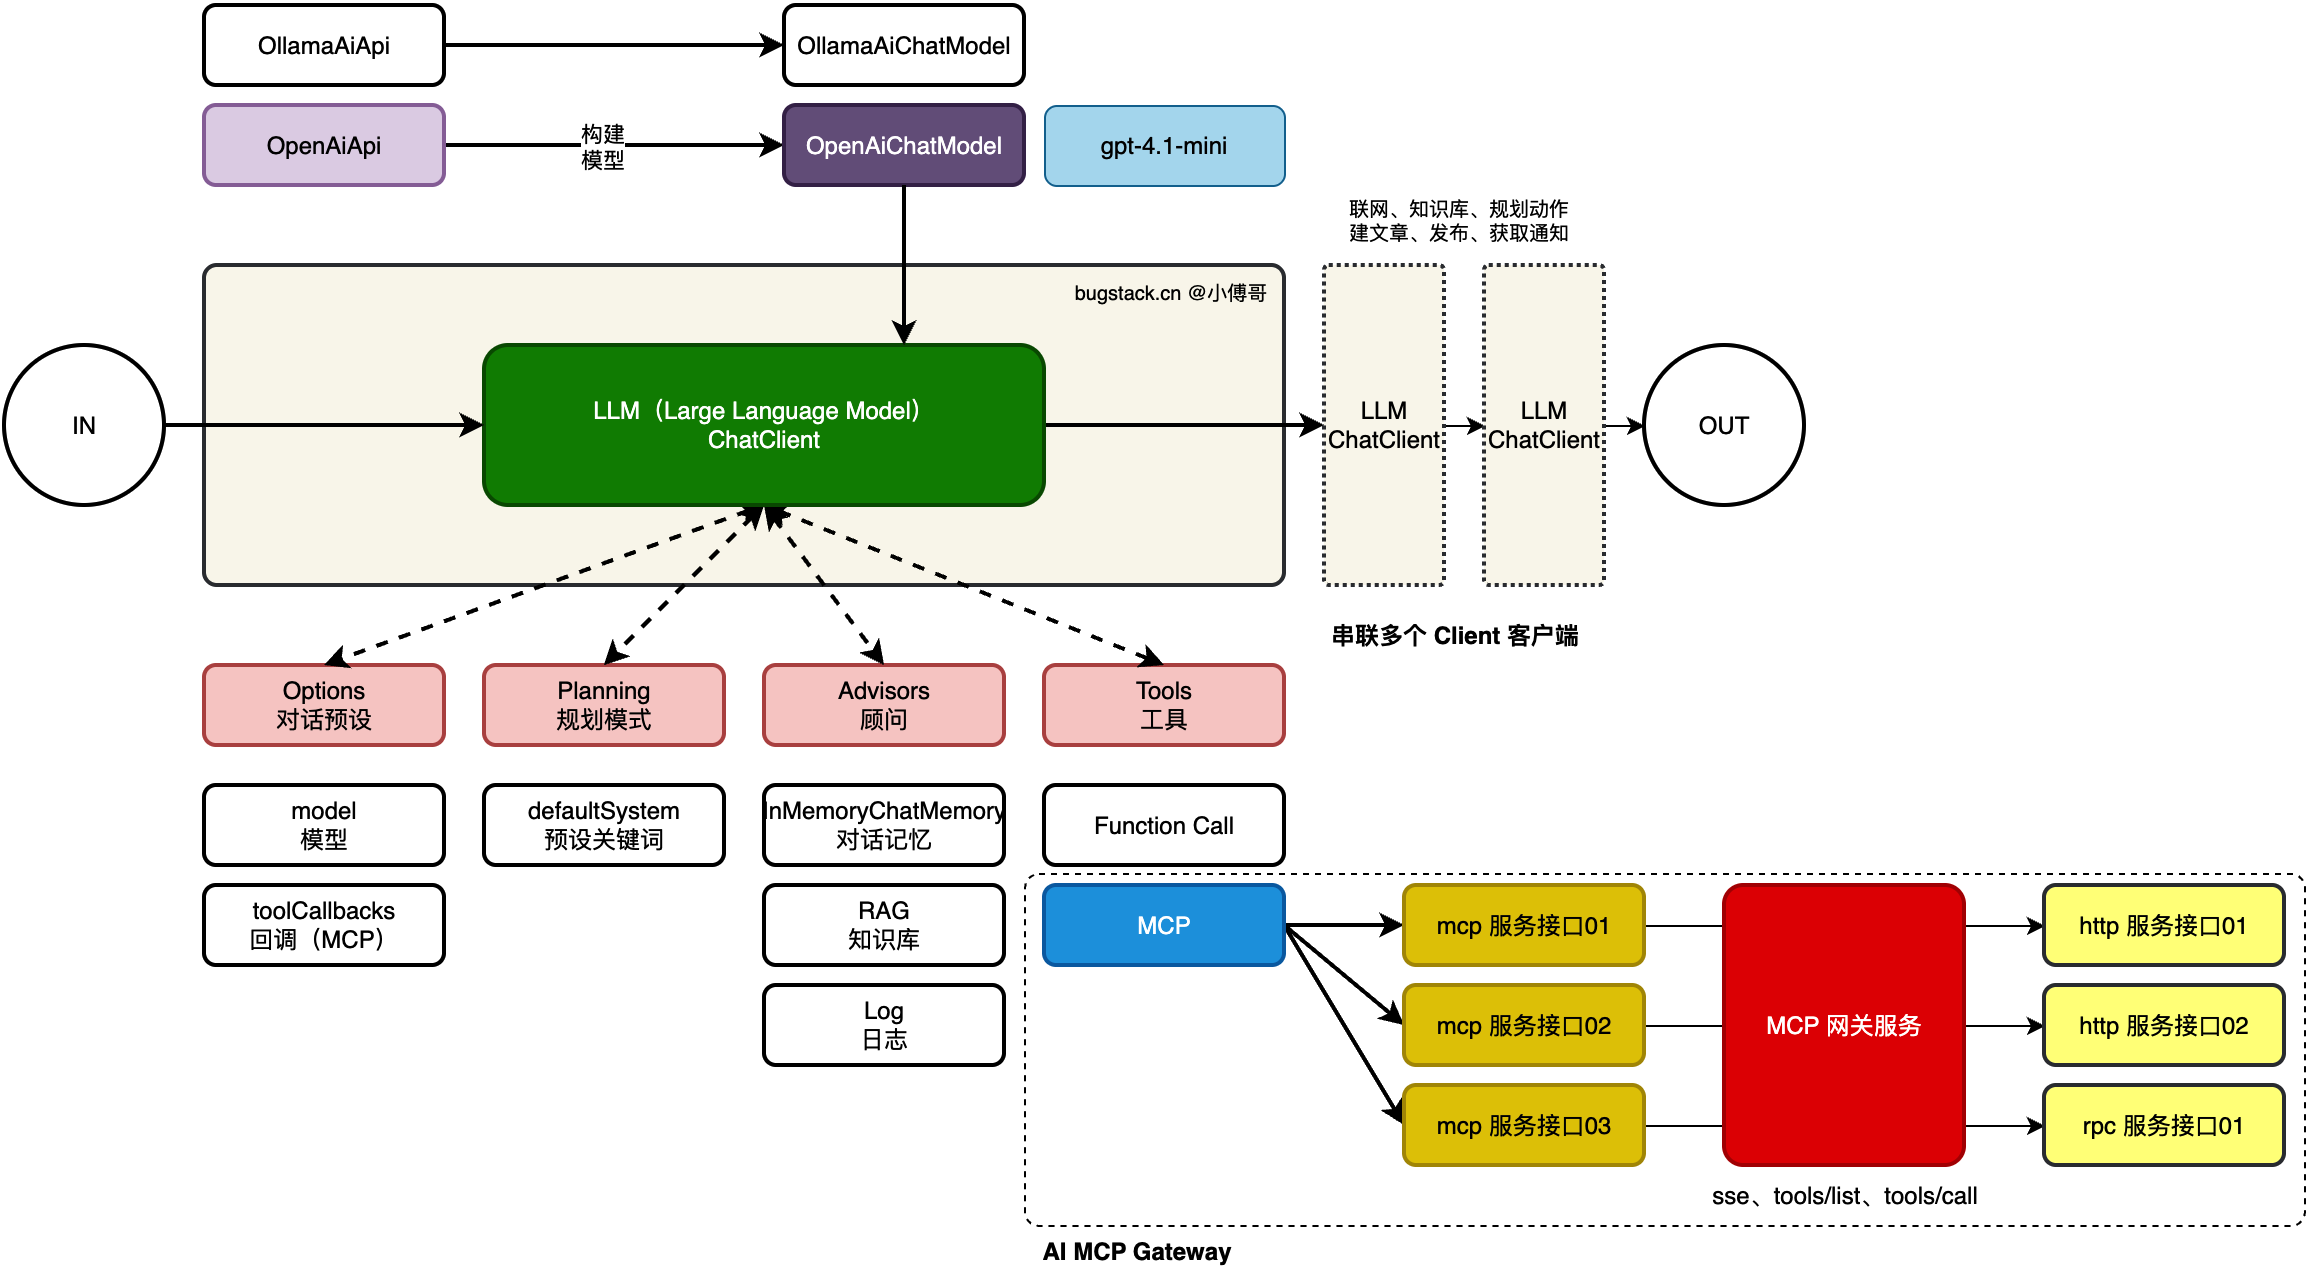 OllamaAiApi
OllamaAiChatModel
OpenAiApi
构建
模型
OpenAiChatModel
gpt-4.1-mini
联网、知识库、规划动作
建文章、发布、获取通知
bugstack.cn @小傅哥
IN
LLM（Large Language Model）
ChatClient
LLM
ChatClient
LLM
ChatClient
OUT
串联多个 Client 客户端
Options
对话预设
Planning
规划模式
Advisors
顾问
Tools
工具
model
模型
defaultSystem
预设关键词
InMemoryChatMemory
对话记忆
Function Call
toolCallbacks
回调（MCP）
RAG
知识库
Log
日志
MCP
mcp 服务接口01
mcp 服务接口02
mcp 服务接口03
MCP 网关服务
http 服务接口01
http 服务接口02
rpc 服务接口01
sse、tools/list、tools/call
AI MCP Gateway